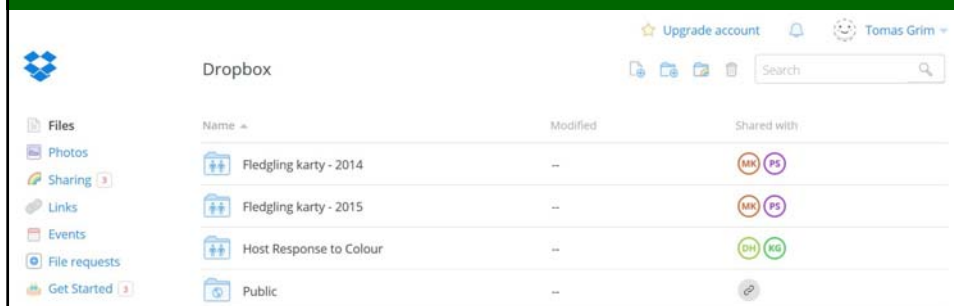 Upgrade account Tomas Grim
Dropbox Search
Files Name Modified Shared with
Photos
Fledgling karty - 2014 -- MK PS
Sharing 3
Links Fledgling karty - 2015 -- MK PS
Events
Host Response to Colour -- DH KG
File requests
Get Started 3 Public --